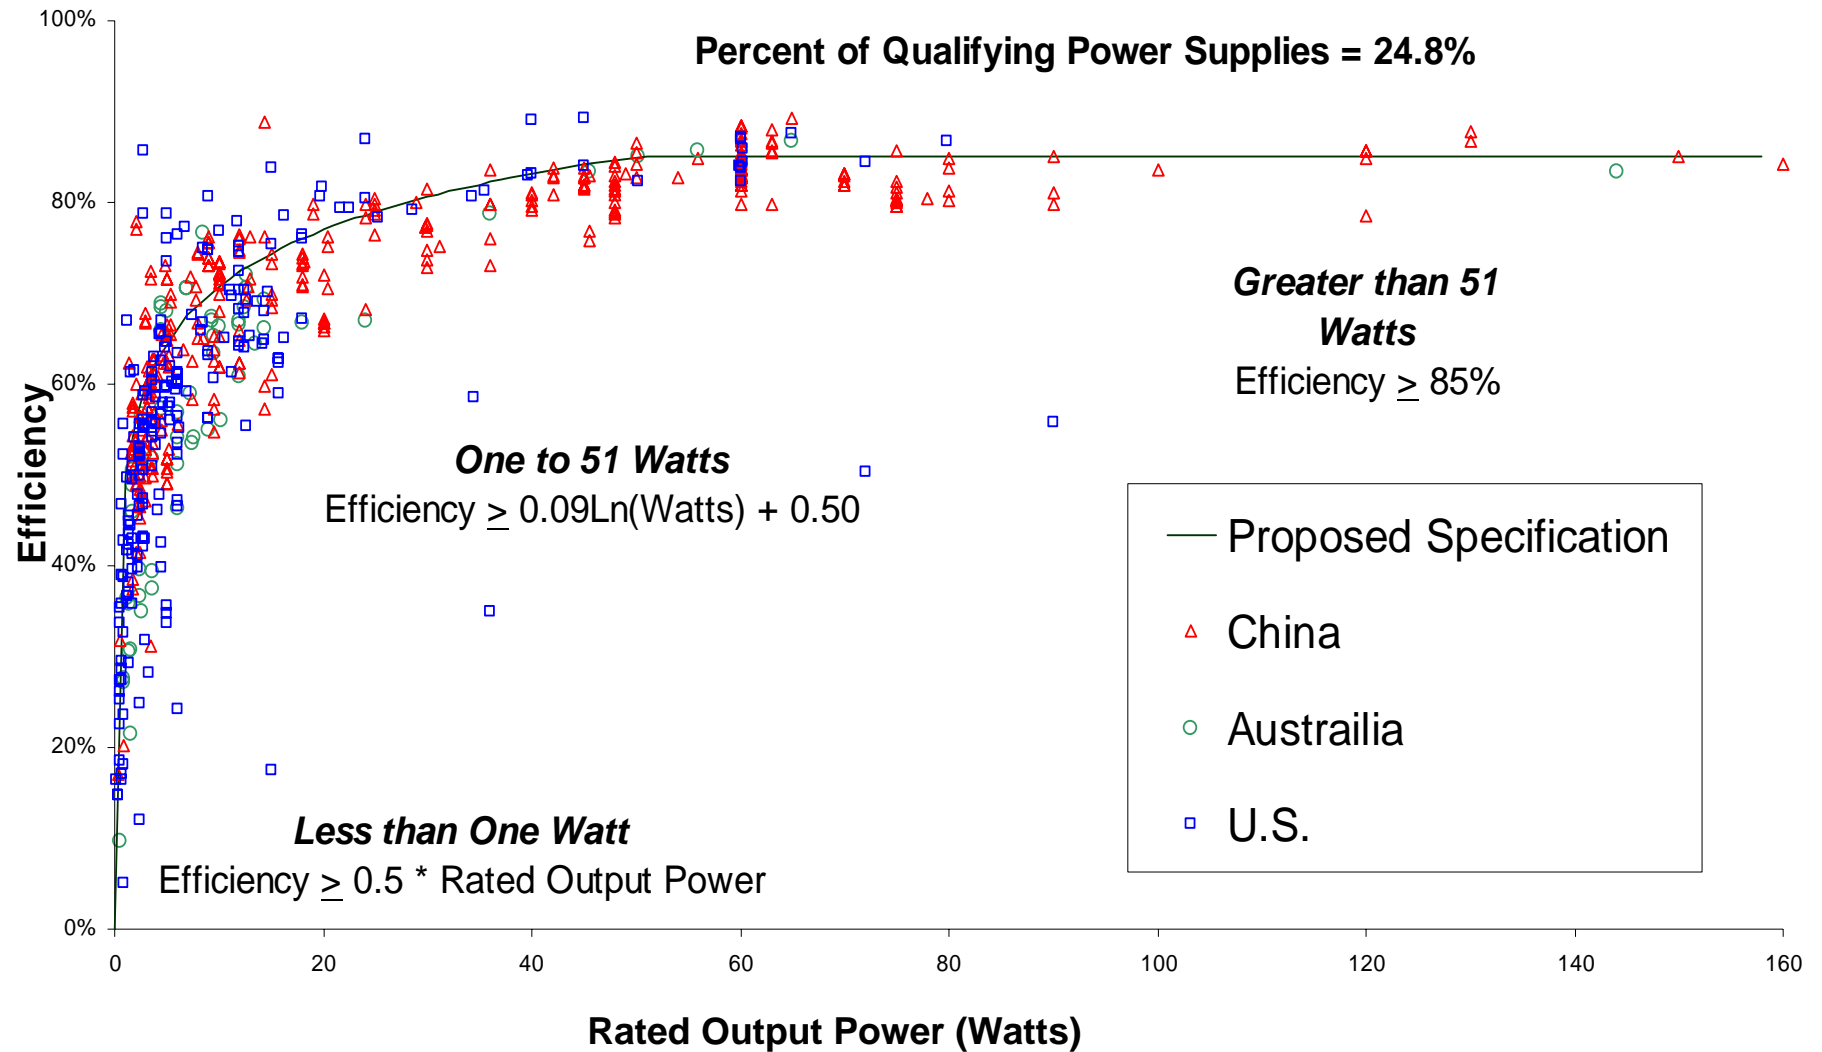 Percent of Qualifying Power Supplies = 24.8%
100%
80%
60%
40%
20%
0%
Efficiency
Greater than 51
Watts
Efficiency ≥ 85%
One to 51 Watts
Efficiency ≥ 0.09Ln(Watts) + 0.50
Less than One Watt
Efficiency ≥ 0.5 * Rated Output Power
Proposed Specification
China
Austrailia
U.S.
0 20 40 60 80 100 120 140 160
Rated Output Power (Watts)